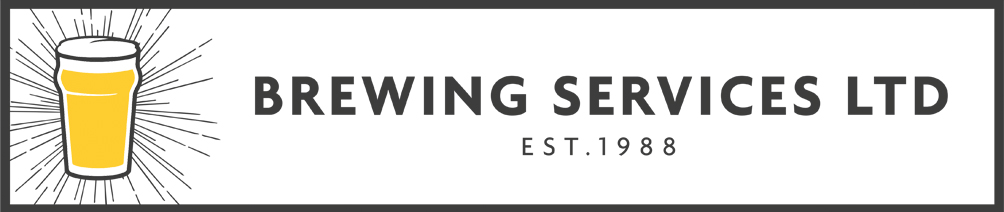 BREWING SERVICES LTD
EST.1988